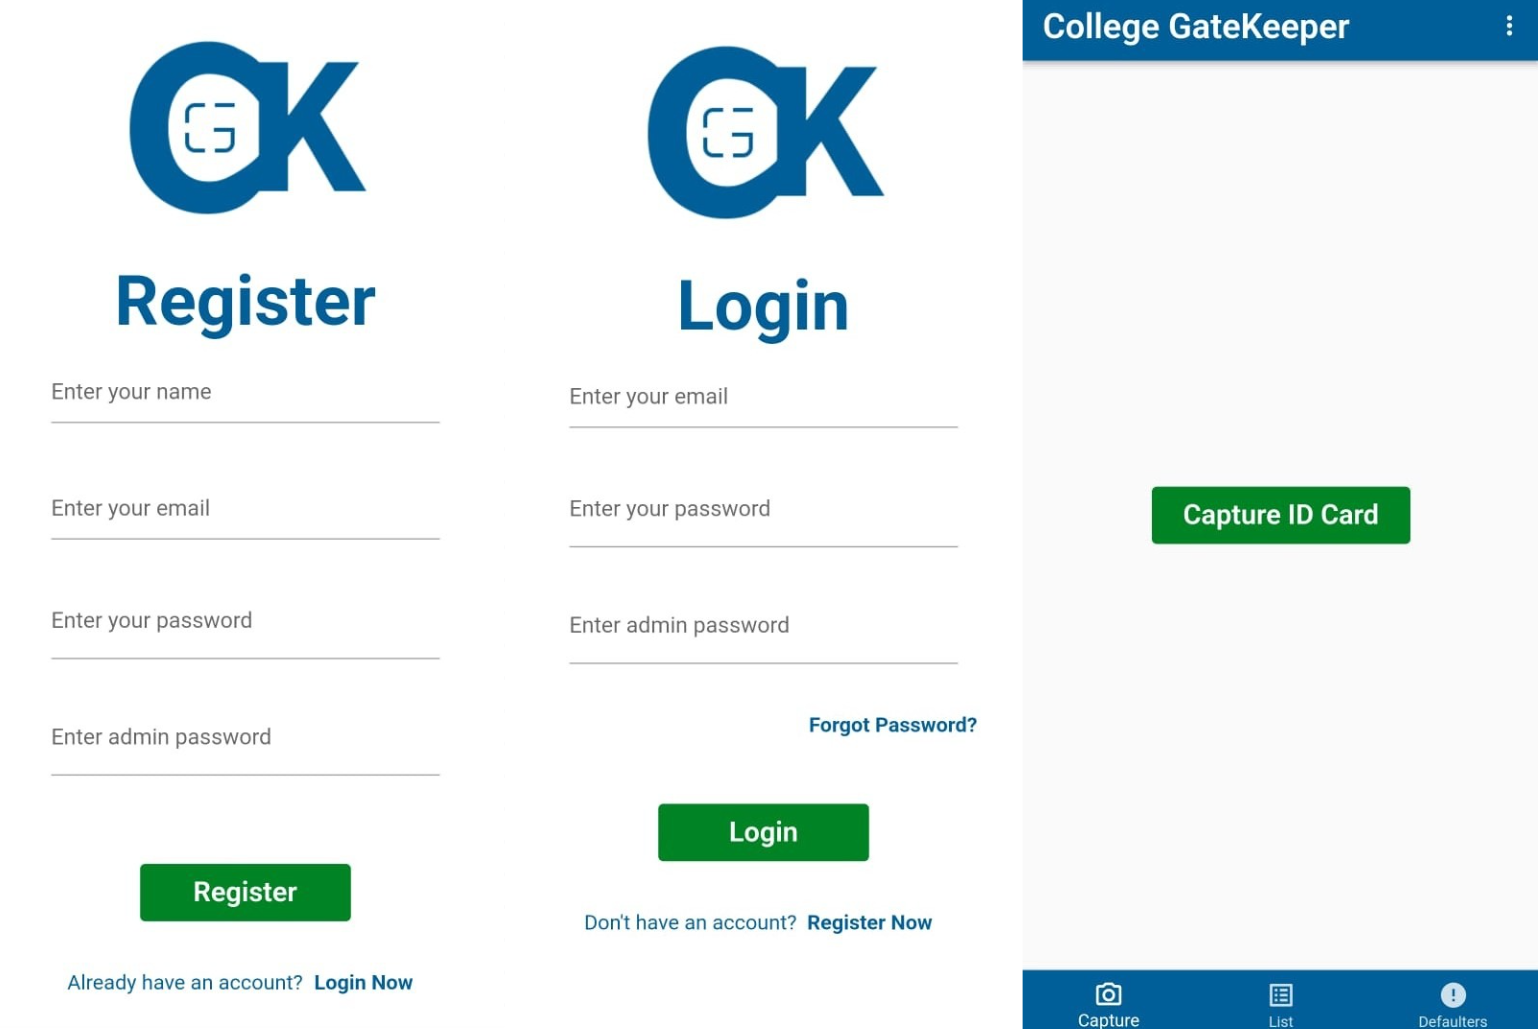 CGK
Register
Enter your name
Enter your email
Enter your password
Enter admin password
Register
Already have an account? Login Now
CGK
Login
Enter your email
Enter your password
Enter admin password
Forgot Password?
Login
Don't have an account? Register Now
College GateKeeper
Capture ID Card
Capture
List
Defaulters